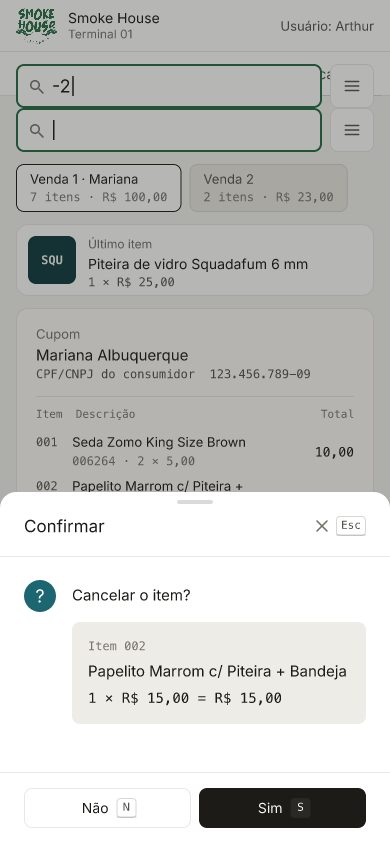 SMOKE
HOUSE
Smoke House
Terminal 01
Usuário: Arthur
-2
Venda 1 · Mariana
7 itens · R$ 100,00
Venda 2
2 itens · R$ 23,00
SQU
Último item
Piteira de vidro Squadafum 6 mm
1 × R$ 25,00
Cupom
Mariana Albuquerque
CPF/CNPJ do consumidor 123.456.789-09
Item Descrição Total
001 Seda Zomo King Size Brown
006264 · 2 × 5,00 10,00
002 Papelito Marrom c/ Piteira +
Confirmar
Esc
?
Cancelar o item?
Item 002
Papelito Marrom c/ Piteira + Bandeja
1 × R$ 15,00 = R$ 15,00
Não N
Sim S